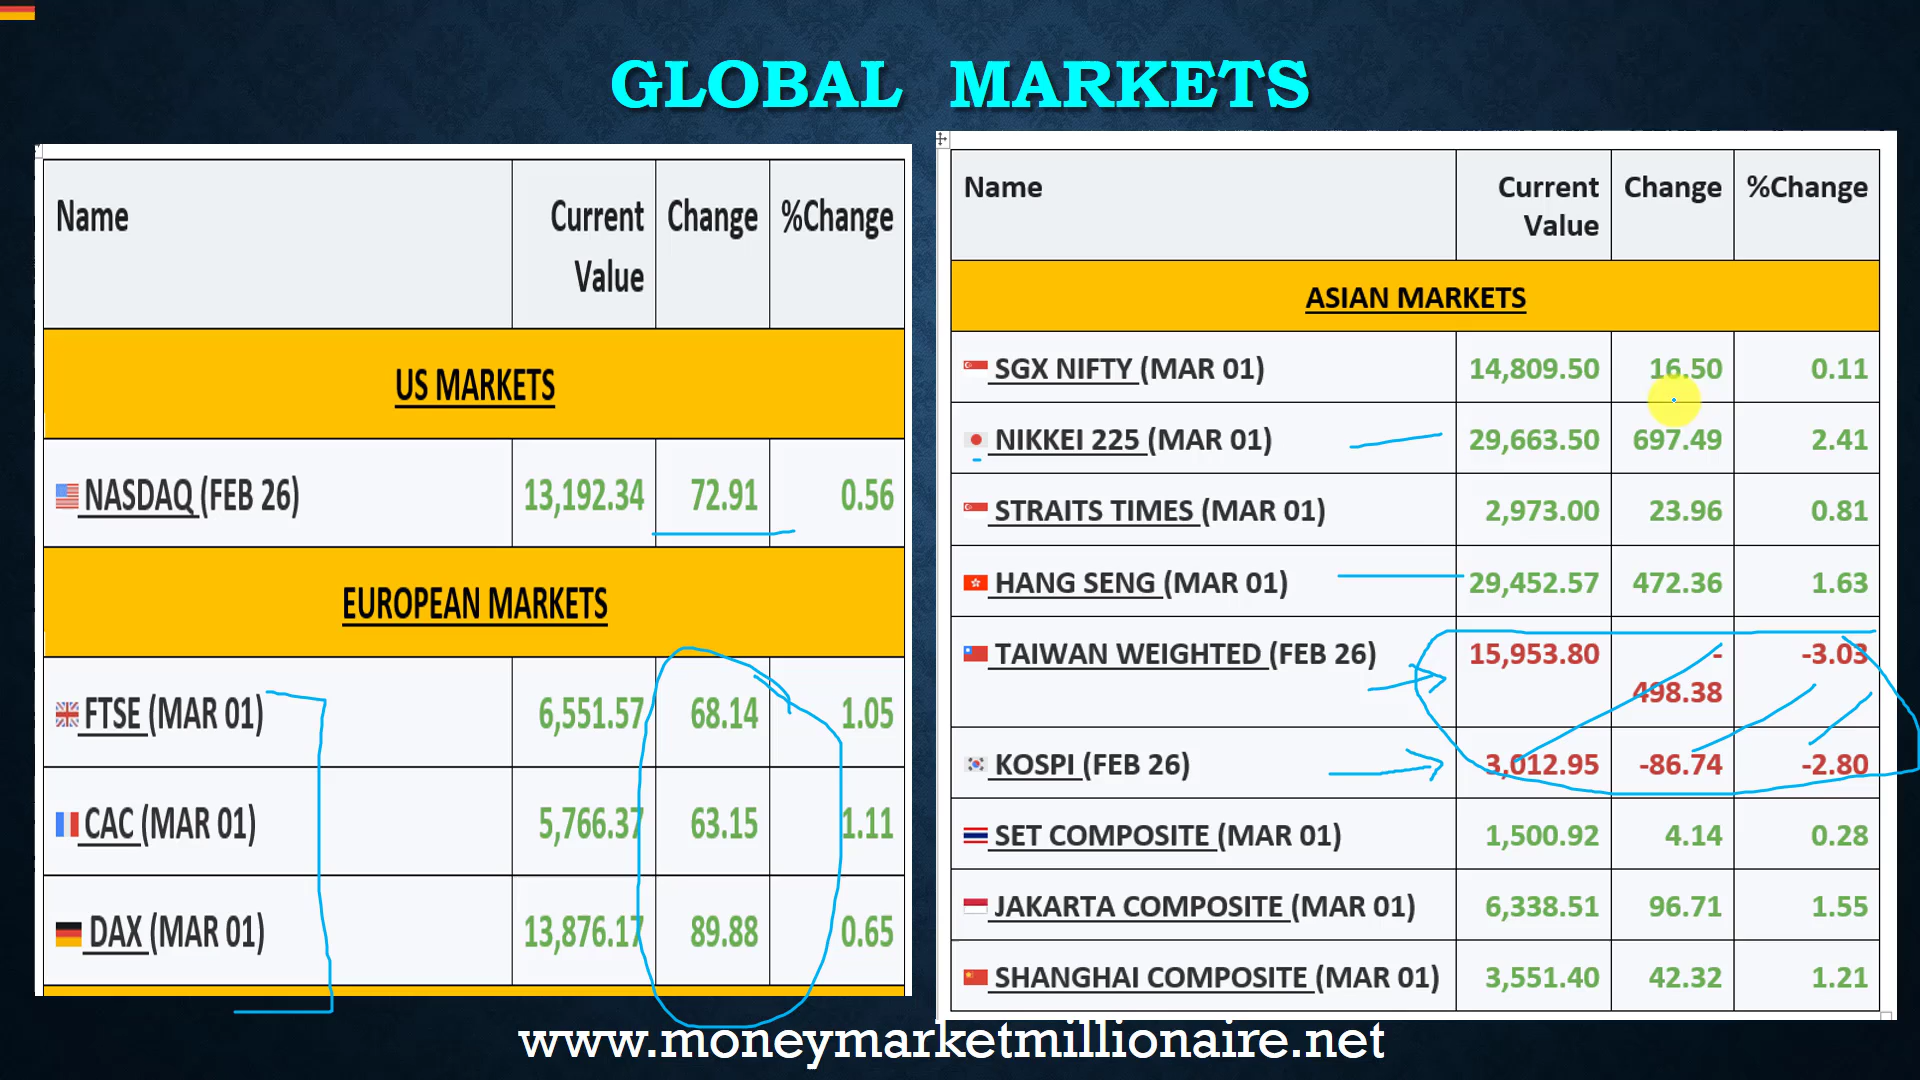 GLOBAL MARKETS
Name Current Value Change %Change
US MARKETS
NASDAQ (FEB 26) 13,192.34 72.91 0.56
EUROPEAN MARKETS
FTSE (MAR 01) 6,551.57 68.14 1.05
CAC (MAR 01) 5,766.37 63.15 1.11
DAX (MAR 01) 13,876.17 89.88 0.65
Name Current Value Change %Change
ASIAN MARKETS
SGX NIFTY (MAR 01) 14,809.50 16.50 0.11
NIKKEI 225 (MAR 01) 29,663.50 697.49 2.41
STRAITS TIMES (MAR 01) 2,973.00 23.96 0.81
HANG SENG (MAR 01) 29,452.57 472.36 1.63
TAIWAN WEIGHTED (FEB 26) 15,953.80 -498.38 -3.03
KOSPI (FEB 26) 3,012.95 -86.74 -2.80
SET COMPOSITE (MAR 01) 1,500.92 4.14 0.28
JAKARTA COMPOSITE (MAR 01) 6,338.51 96.71 1.55
SHANGHAI COMPOSITE (MAR 01) 3,551.40 42.32 1.21
www.moneymarketmillionaire.net